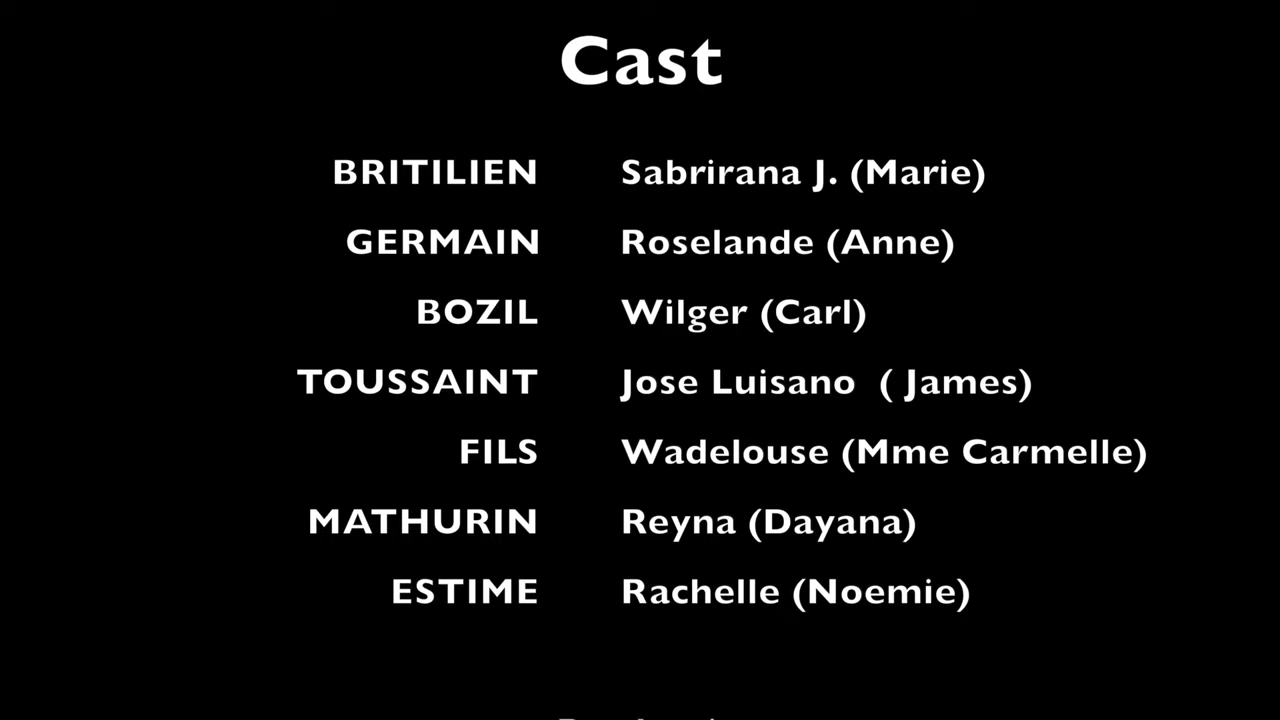 Cast
BRITILIEN Sabrirana J. (Marie)
GERMAIN Roselande (Anne)
BOZIL Wilger (Carl)
TOUSSAINT Jose Luisano ( James)
FILS Wadelouse (Mme Carmelle)
MATHURIN Reyna (Dayana)
ESTIME Rachelle (Noemie)